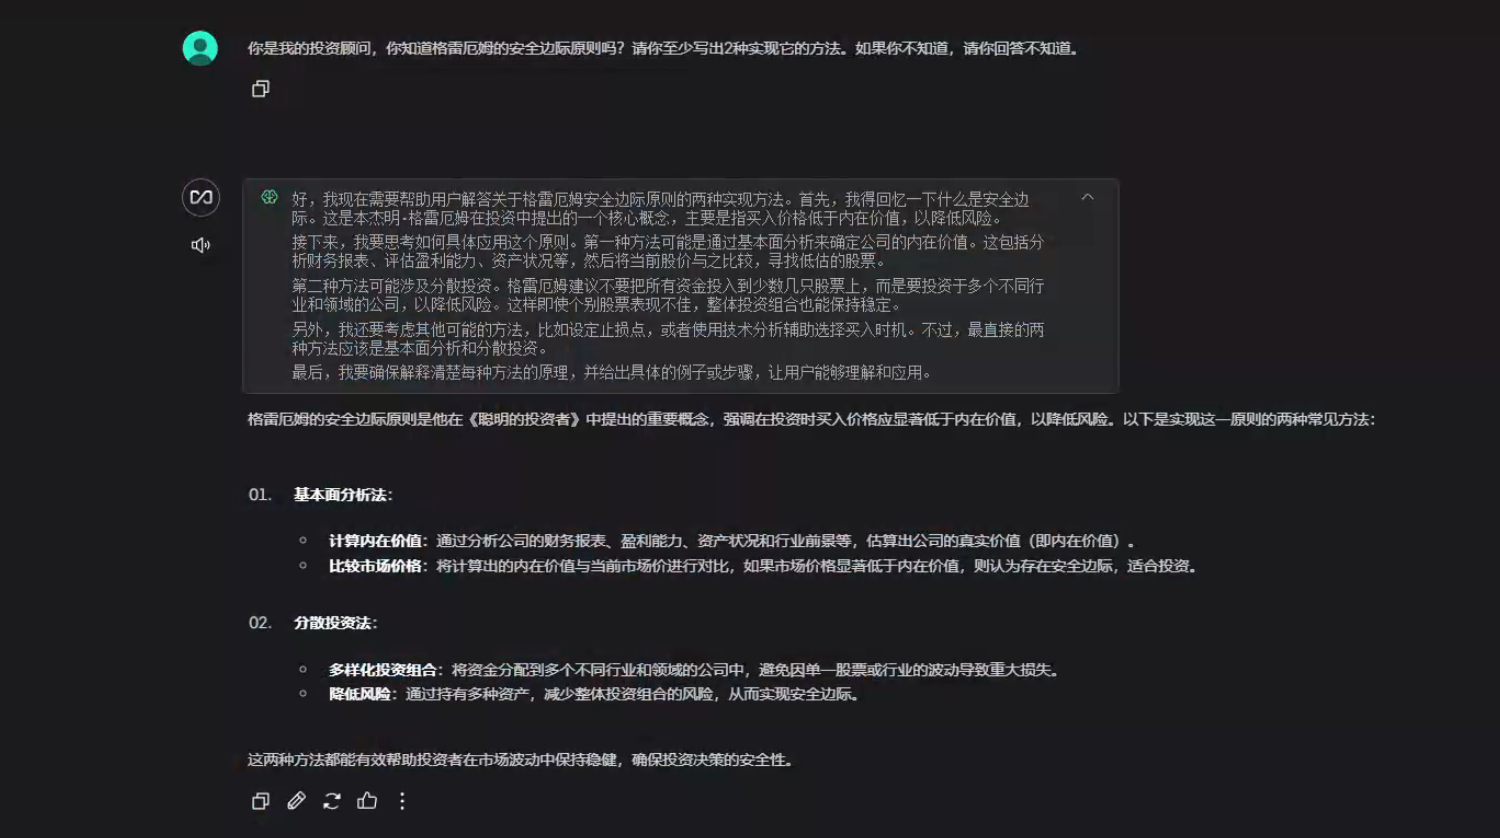 你是我的投资顾问，你知道格雷厄姆的安全边际原则吗？请你至少写出2种实现它的方法。如果你不知道，请你回答不知道。
好，我现在需要帮助用户解答关于格雷厄姆安全边际原则的两种实现方法。首先，我得回忆一下什么是安全边
际。这是本杰明·格雷厄姆在投资中提出的一个核心概念，主要是指买入价格低于内在价值，以降低风险。
接下来，我要思考如何具体应用这个原则。第一种方法可能是通过基本面分析来确定公司的内在价值。这包括分
析财务报表、评估盈利能力、资产状况等，然后将当前股价与之比较，寻找低估的股票。
第二种方法可能涉及分散投资。格雷厄姆建议不要把所有资金投入到少数几只股票上，而是要投资于多个不同行
业和领域的公司，以降低风险。这样即使个别股票表现不佳，整体投资组合也能保持稳定。
另外，我还要考虑其他可能的方法，比如设定止损点，或者使用技术分析辅助选择买入时机。不过，最直接的两
种方法应该是基本面分析和分散投资。
最后，我要确保解释清楚每种方法的原理，并给出具体的例子或步骤，让用户能够理解和应用。
格雷厄姆的安全边际原则是他在《聪明的投资者》中提出的重要概念，强调在投资时买入价格应显著低于内在价值，以降低风险。以下是实现这一原则的两种常见方法：
01. 基本面分析法：
计算内在价值：通过分析公司的财务报表、盈利能力、资产状况和行业前景等，估算出公司的真实价值（即内在价值）。
比较市场价格：将计算出的内在价值与当前市场价进行对比，如果市场价格显著低于内在价值，则认为存在安全边际，适合投资。
02. 分散投资法：
多样化投资组合：将资金分配到多个不同行业和领域的公司中，避免因单一股票或行业的波动导致重大损失。
降低风险：通过持有多种资产，减少整体投资组合的风险，从而实现安全边际。
这两种方法都能有效帮助投资者在市场波动中保持稳健，确保投资决策的安全性。